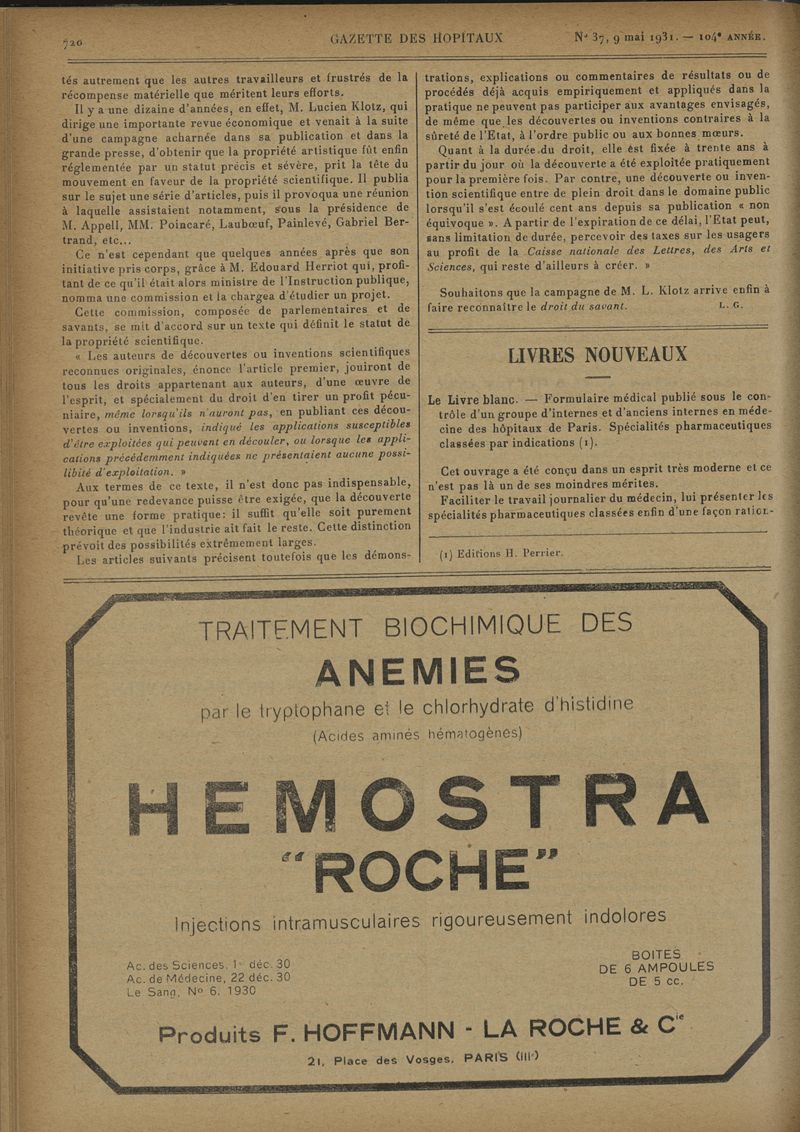 720
GAZETTE DES HOPITAUX
Nº 37, 9 mai 1931. — 104e ANNÉE.
tés autrement que les autres travailleurs et frustrés de la
récompense matérielle que méritent leurs efforts.
Il y a une dizaine d'années, en effet, M. Lucien Klotz, qui
dirige une importante revue économique et venait à la suite
d'une campagne acharnée dans sa publication et dans la
grande presse, d'obtenir que la propriété artistique fût enfin
réglementée par un statut précis et sévère, prit la tête du
mouvement en faveur de la propriété scientifique. Il publia
sur le sujet une série d'articles, puis il provoqua une réunion
à laquelle assistaient notamment, sous la présidence de
M. Appell, MM. Poincaré, Laubœuf, Painlevé, Gabriel Ber-
trand, etc...
Ce n'est cependant que quelques années après que son
initiative prit corps, grâce à M. Edouard Herriot qui, profi-
tant de ce qu'il était alors ministre de l'Instruction publique,
nomma une commission et la chargea d'étudier un projet.
Cette commission, composée de parlementaires et de
savants, se mit d'accord sur un texte qui définit le statut de
la propriété scientifique.
« Les auteurs de découvertes ou inventions scientifiques
reconnues originales, énonce l'article premier, jouiront de
tous les droits appartenant aux auteurs, d'une œuvre de
l'esprit, et spécialement du droit d'en tirer un profit pécu-
niaire, même lorsqu'ils n'auront pas, en publiant ces décou-
vertes ou inventions, indiqué les applications susceptibles
d'être exploitées qui peuvent en découler, ou lorsque les appli-
cations précédemment indiquées ne présentaient aucune possi-
libité d'exploitation. »
Aux termes de ce texte, il n'est donc pas indispensable,
pour qu'une redevance puisse être exigée, que la découverte
revête une forme pratique : il suffit qu'elle soit purement
théorique et que l'industrie ait fait le reste. Cette distinction
prévoit des possibilités extrêmement larges.
Les articles suivants précisent toutefois que les démons-
trations, explications ou commentaires de résultats ou de
procédés déjà acquis empiriquement et appliqués dans la
pratique ne peuvent pas participer aux avantages envisagés,
de même que les découvertes ou inventions contraires à la
sûreté de l'Etat, à l'ordre public ou aux bonnes mœurs.
Quant à la durée du droit, elle est fixée à trente ans à
partir du jour où la découverte a été exploitée pratiquement
pour la première fois. Par contre, une découverte ou inven-
tion scientifique entre de plein droit dans le domaine public
lorsqu'il s'est écoulé cent ans depuis sa publication « non
équivoque ». A partir de l'expiration de ce délai, l'Etat peut,
sans limitation de durée, percevoir des taxes sur les usagers
au profit de la Caisse nationale des Lettres, des Arts et
Sciences, qui reste d'ailleurs à créer. »
Souhaitons que la campagne de M. L. Klotz arrive enfin à
faire reconnaître le droit du savant. L. G.
LIVRES NOUVEAUX
Le Livre blanc. — Formulaire médical publié sous le con-
trôle d'un groupe d'internes et d'anciens internes en méde-
cine des hôpitaux de Paris. Spécialités pharmaceutiques
classées par indications (1).
Cet ouvrage a été conçu dans un esprit très moderne et ce
n'est pas là un de ses moindres mérites.
Faciliter le travail journalier du médecin, lui présenter les
spécialités pharmaceutiques classées enfin d'une façon ration-
(1) Editions H. Perrier.
TRAITEMENT BIOCHIMIQUE DES
ANEMIES
par le tryptophane et le chlorhydrate d'histidine
(Acides aminés hématogènes)
HEMOSTRA
"ROCHE"
Injections intramusculaires rigoureusement indolores
Ac. des Sciences, 1er déc. 30
Ac. de Médecine, 22 déc. 30
Le Sang, No 6. 1930
BOITES
DE 6 AMPOULES
DE 5 cc.
Produits F. HOFFMANN - LA ROCHE & Cie
21, Place des Vosges, PARIS (IIIe)